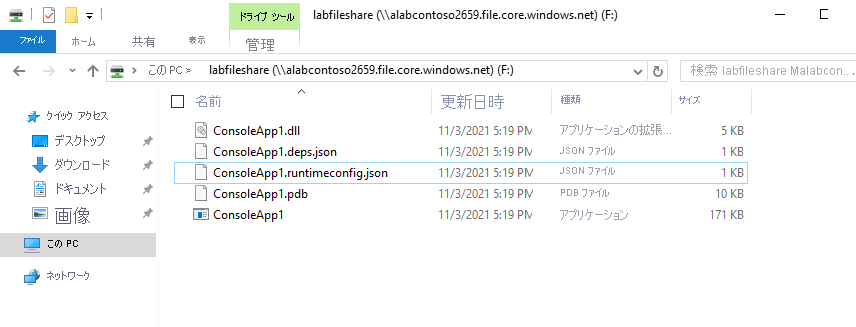 ドライブ ツール
labfileshare (\\alabcontoso2659.file.core.windows.net) (F:)
ファイル
ホーム
共有
表示
管理
この PC >
labfileshare (\\alabcontoso2659.file.core.windows.net) (F:)
検索 labfileshare Malabcon...
名前
更新日時
種類
サイズ
クイック アクセス
デスクトップ
ダウンロード
ドキュメント
画像
この PC
ネットワーク
ConsoleApp1.dll 11/3/2021 5:19 PM アプリケーションの拡張... 5 KB
ConsoleApp1.deps.json 11/3/2021 5:19 PM JSON ファイル 1 KB
ConsoleApp1.runtimeconfig.json 11/3/2021 5:19 PM JSON ファイル 1 KB
ConsoleApp1.pdb 11/3/2021 5:19 PM PDB ファイル 10 KB
ConsoleApp1 11/3/2021 5:19 PM アプリケーション 171 KB